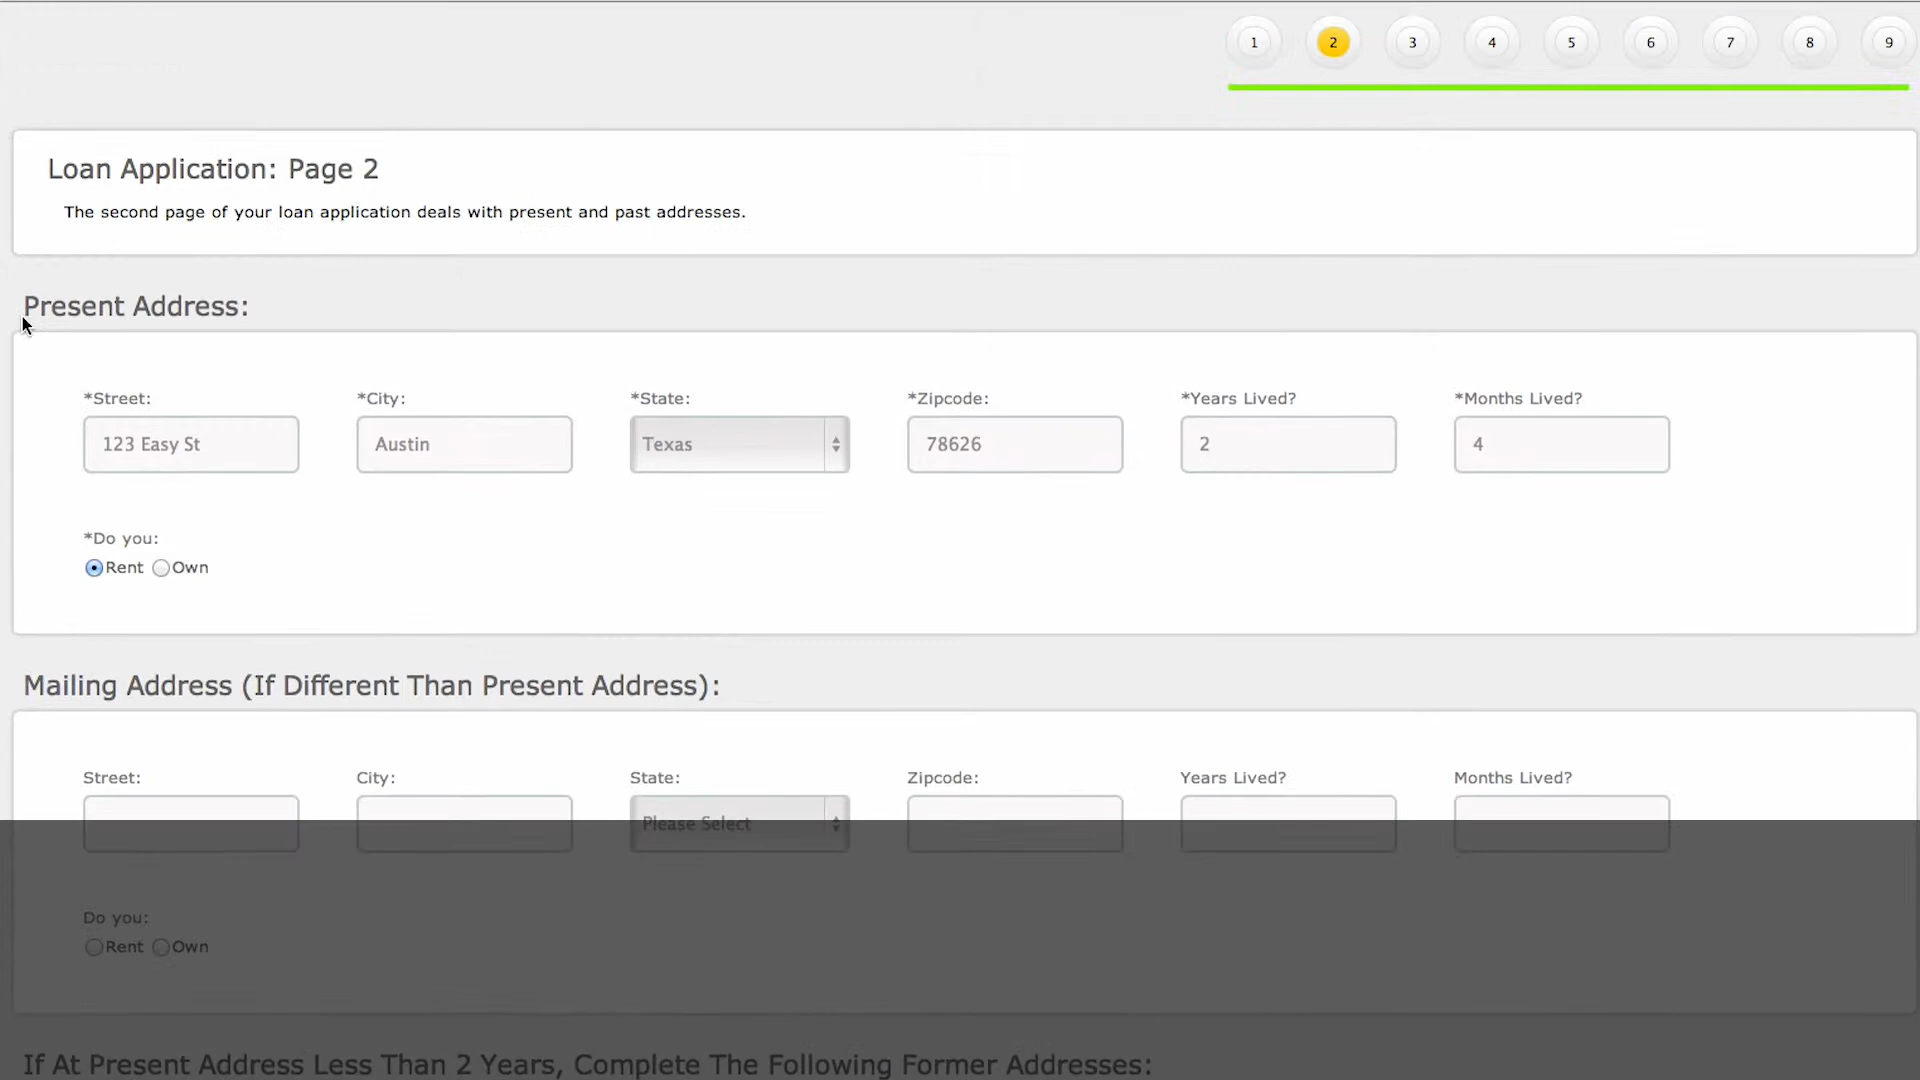 1 2 3 4 5 6 7 8 9
Loan Application: Page 2
The second page of your loan application deals with present and past addresses.
Present Address:
*Street: *City: *State: *Zipcode: *Years Lived? *Months Lived?
123 Easy St Austin Texas 78626 2 4
*Do you:
Rent Own
Mailing Address (If Different Than Present Address):
Street: City: State: Zipcode: Years Lived? Months Lived?
Please Select
Do you:
Rent Own
If At Present Address Less Than 2 Years, Complete The Following Former Addresses: